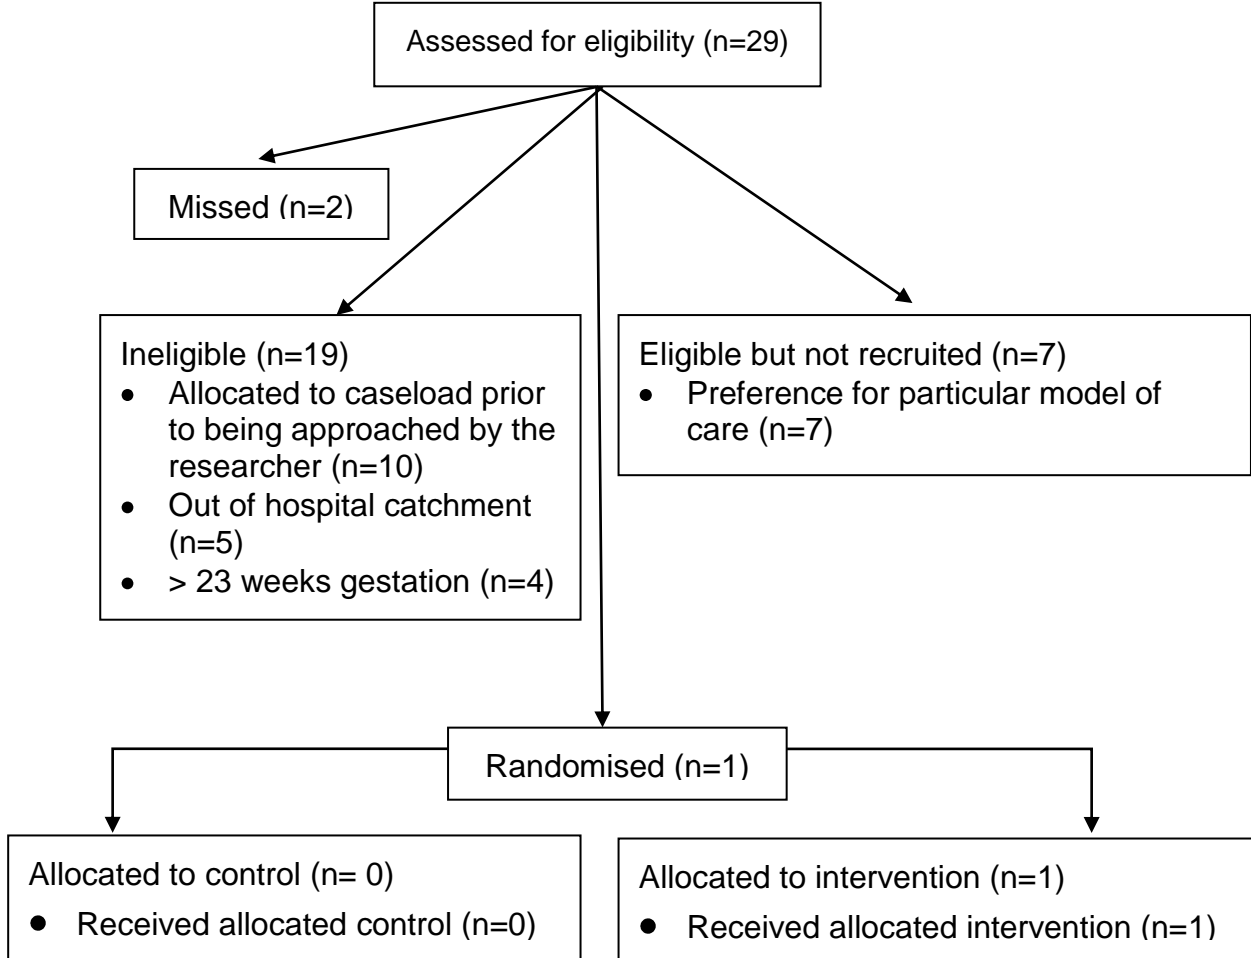 Assessed for eligibility (n=29)
Missed (n=2)
Ineligible (n=19)
• Allocated to caseload prior
to being approached by the
researcher (n=10)
• Out of hospital catchment
(n=5)
• > 23 weeks gestation (n=4)
Eligible but not recruited (n=7)
• Preference for particular model of
care (n=7)
Randomised (n=1)
Allocated to control (n= 0)
• Received allocated control (n=0)
Allocated to intervention (n=1)
• Received allocated intervention (n=1)